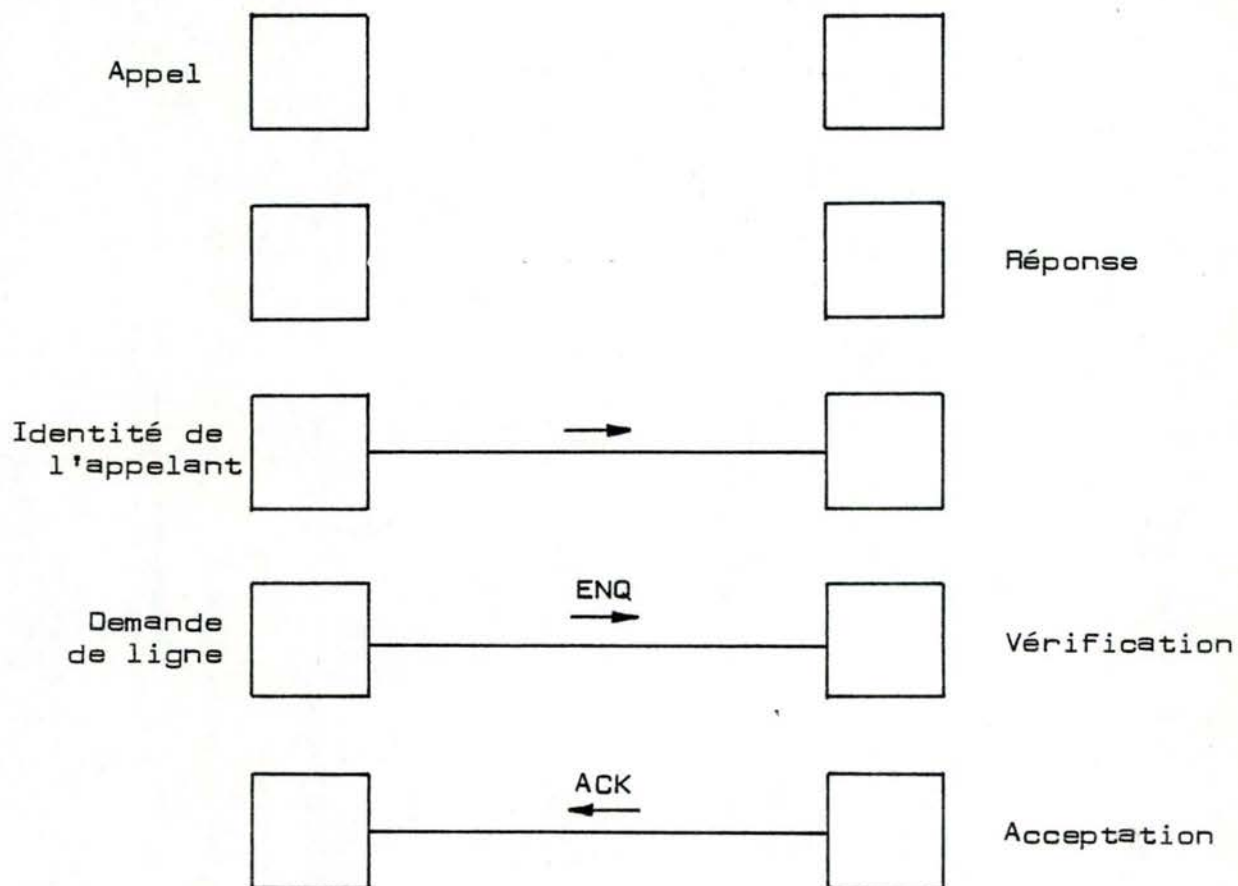 Appel
Réponse
Identité de
l'appelant
ENQ
Demande
de ligne
Vérification
ACK
Acceptation